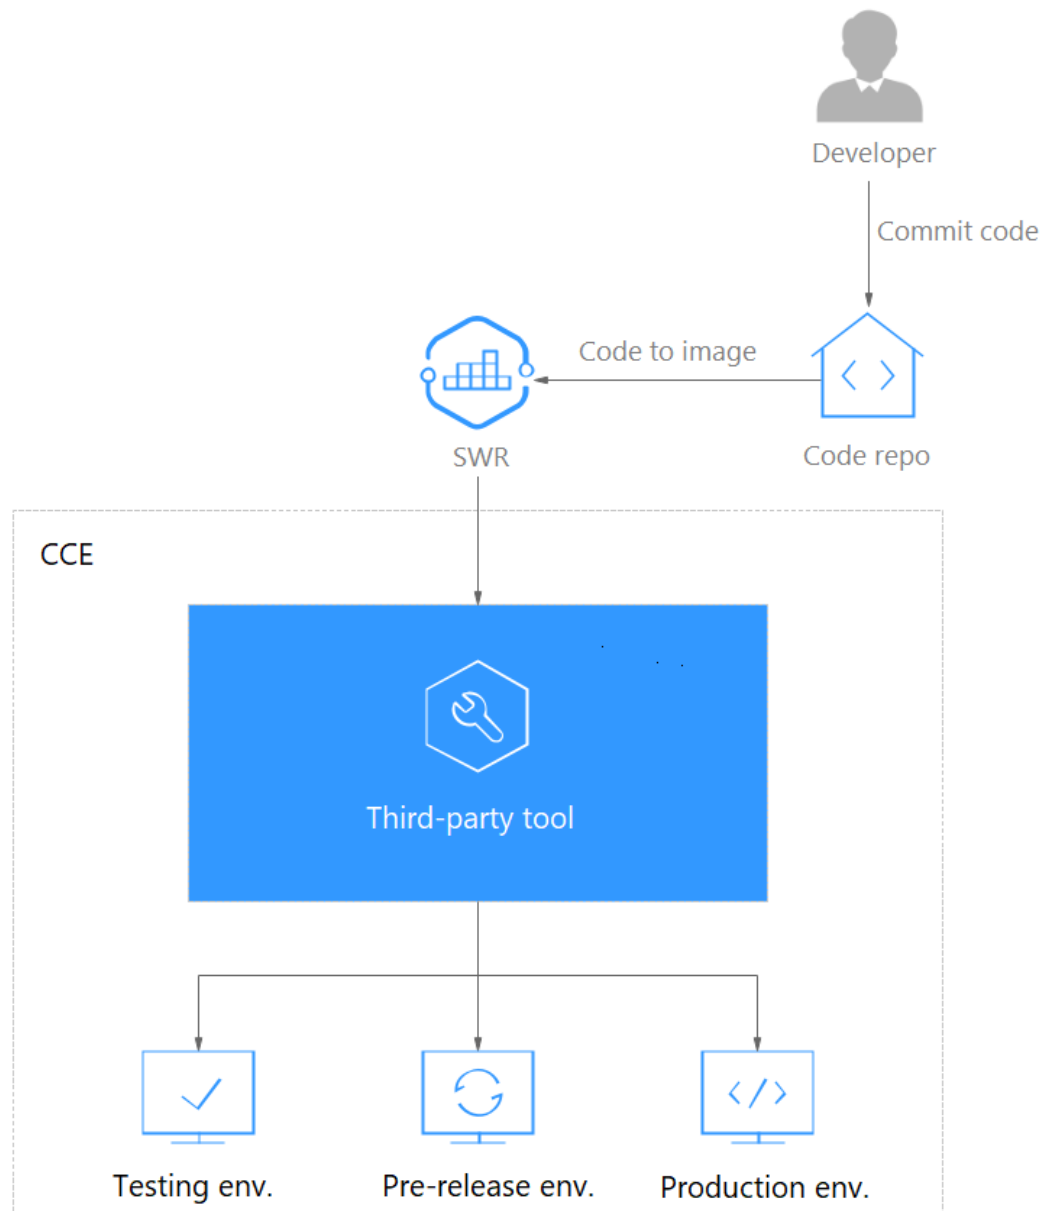 Developer
Commit code
Code to image
SWR
Code repo
CCE
Third-party tool
Testing env.
Pre-release env.
Production env.